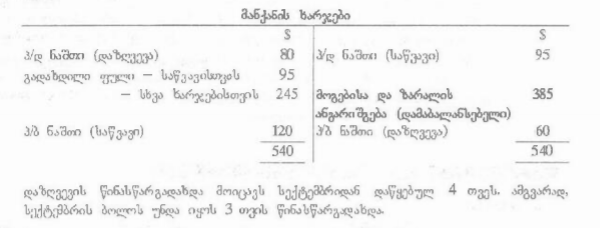 მანქანის ხარჯები
$ $
პ/დ ნაშთი (დაზღვევა) 80 პ/დ ნაშთი (საწვავი) 95
გადახდილი ფული – საწვავისთვის 95
– სხვა ხარჯებისთვის 245 მოგებისა და ზარალის 385
ანგარიშგება (დამაბალანსებელი)
პ/ბ ნაშთი (საწვავი) 120 პ/ბ ნაშთი (დაზღვევა) 60
540 540
დაზღვევის წინასწარგადახდა მოიცავს სექტემბრიდან დაწყებულ 4 თვეს. ამგვარად,
სექტემბრის ბოლოს უნდა იყოს 3 თვის წინასწარგადახდა.